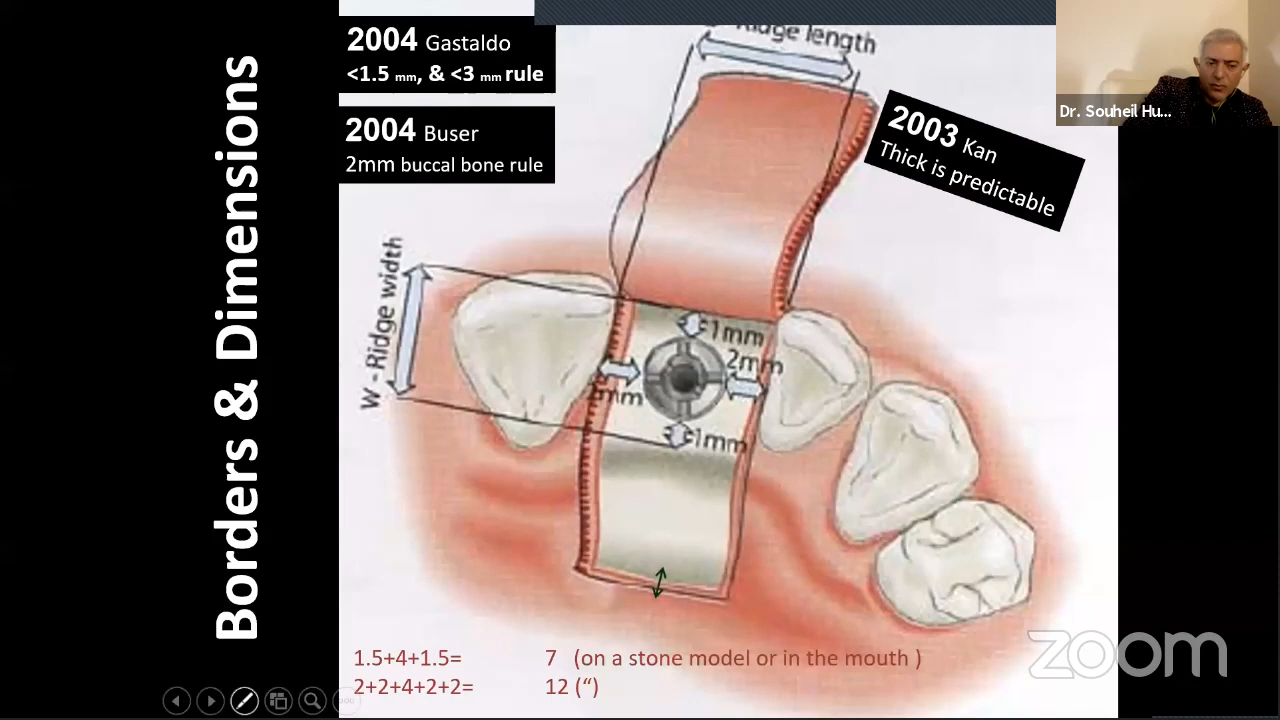 Borders & Dimensions
2004 Gastaldo
<1.5 mm, & <3 mm rule
2004 Buser
2mm buccal bone rule
Ridge length
2003 Kan
Thick is predictable
Dr. Souheil Hu...
W - Ridge width
1mm
2mm
2mm
1mm
1.5+4+1.5= 7 (on a stone model or in the mouth )
2+2+4+2+2= 12 (“)
zoom